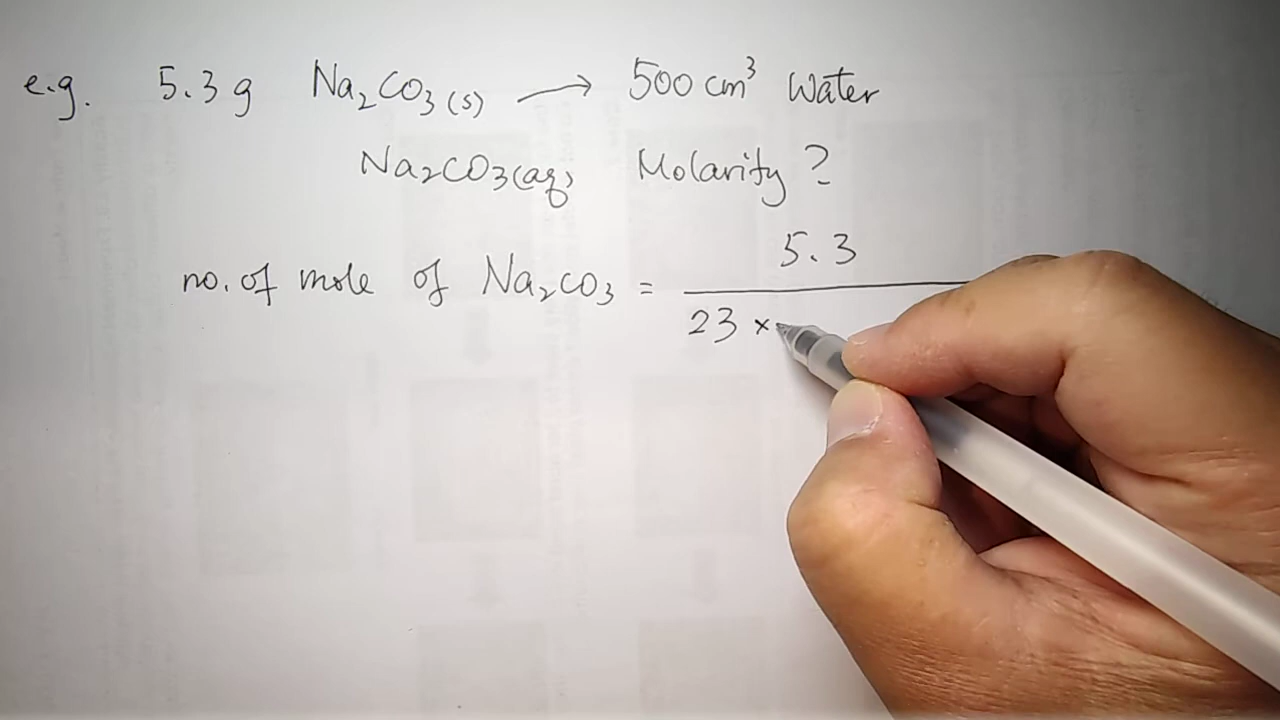 e.g. 5.3 g Na₂CO₃(s) → 500 cm³ Water
Na₂CO₃(aq) Molarity ?
5.3
no. of mole of Na₂CO₃ =
23 ×